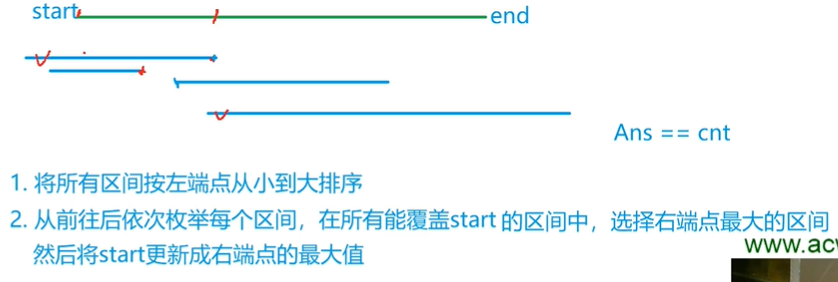 start
end
Ans == cnt
1. 将所有区间按左端点从小到大排序
2. 从前往后依次枚举每个区间，在所有能覆盖start 的区间中，选择右端点最大的区间
然后将start更新成右端点的最大值
www.acw